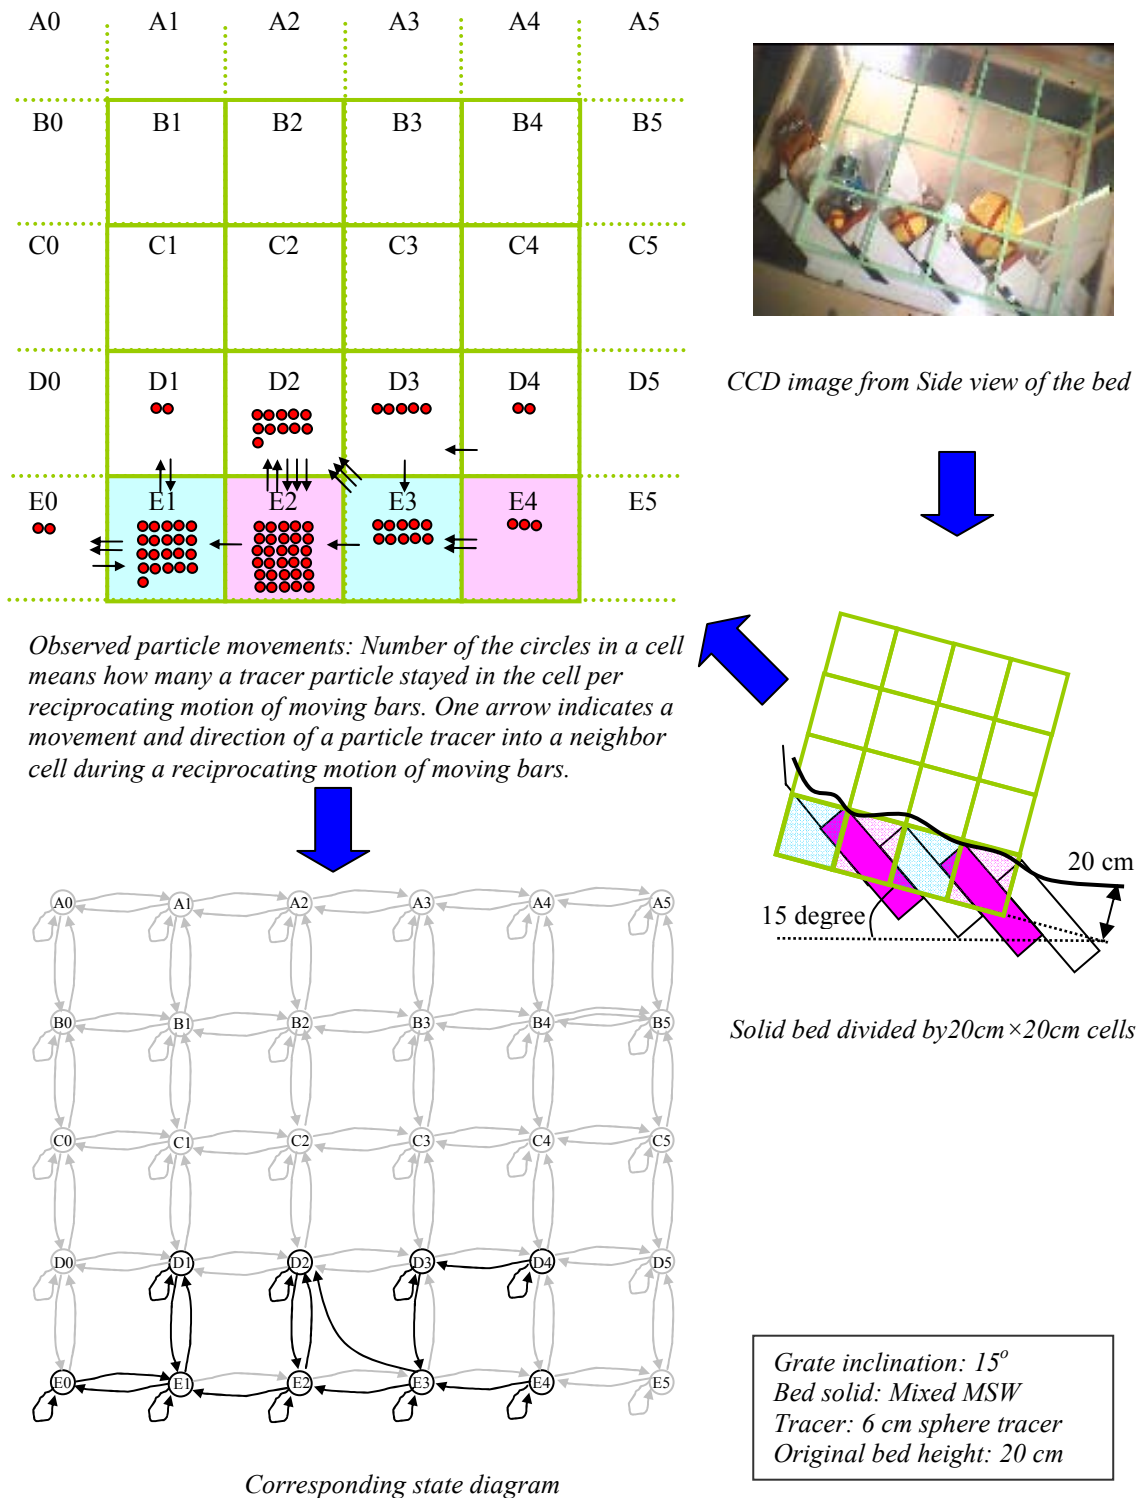 A0 A1 A2 A3 A4 A5
B0 B1 B2 B3 B4 B5
C0 C1 C2 C3 C4 C5
D0 D1 D2 D3 D4 D5
E0 E1 E2 E3 E4 E5
CCD image from Side view of the bed
Observed particle movements: Number of the circles in a cell
means how many a tracer particle stayed in the cell per
reciprocating motion of moving bars. One arrow indicates a
movement and direction of a particle tracer into a neighbor
cell during a reciprocating motion of moving bars.
20 cm
15 degree
Solid bed divided by20cm×20cm cells
A0 A1 A2 A3 A4 A5
B0 B1 B2 B3 B4 B5
C0 C1 C2 C3 C4 C5
D0 D1 D2 D3 D4 D5
E0 E1 E2 E3 E4 E5
Corresponding state diagram
Grate inclination: 15º
Bed solid: Mixed MSW
Tracer: 6 cm sphere tracer
Original bed height: 20 cm